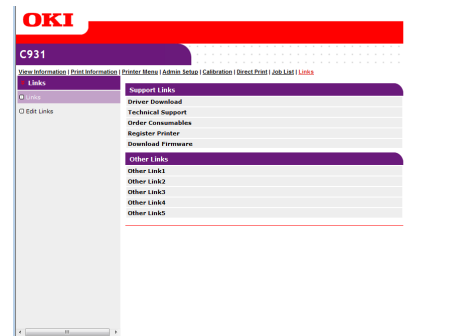 OKI
C931
View Information | Print Information | Printer Menu | Admin Setup | Calibration | Direct Print | Job List | Links
Links
Links
Edit Links
Support Links
Driver Download
Technical Support
Order Consumables
Register Printer
Download Firmware
Other Links
Other Link1
Other Link2
Other Link3
Other Link4
Other Link5